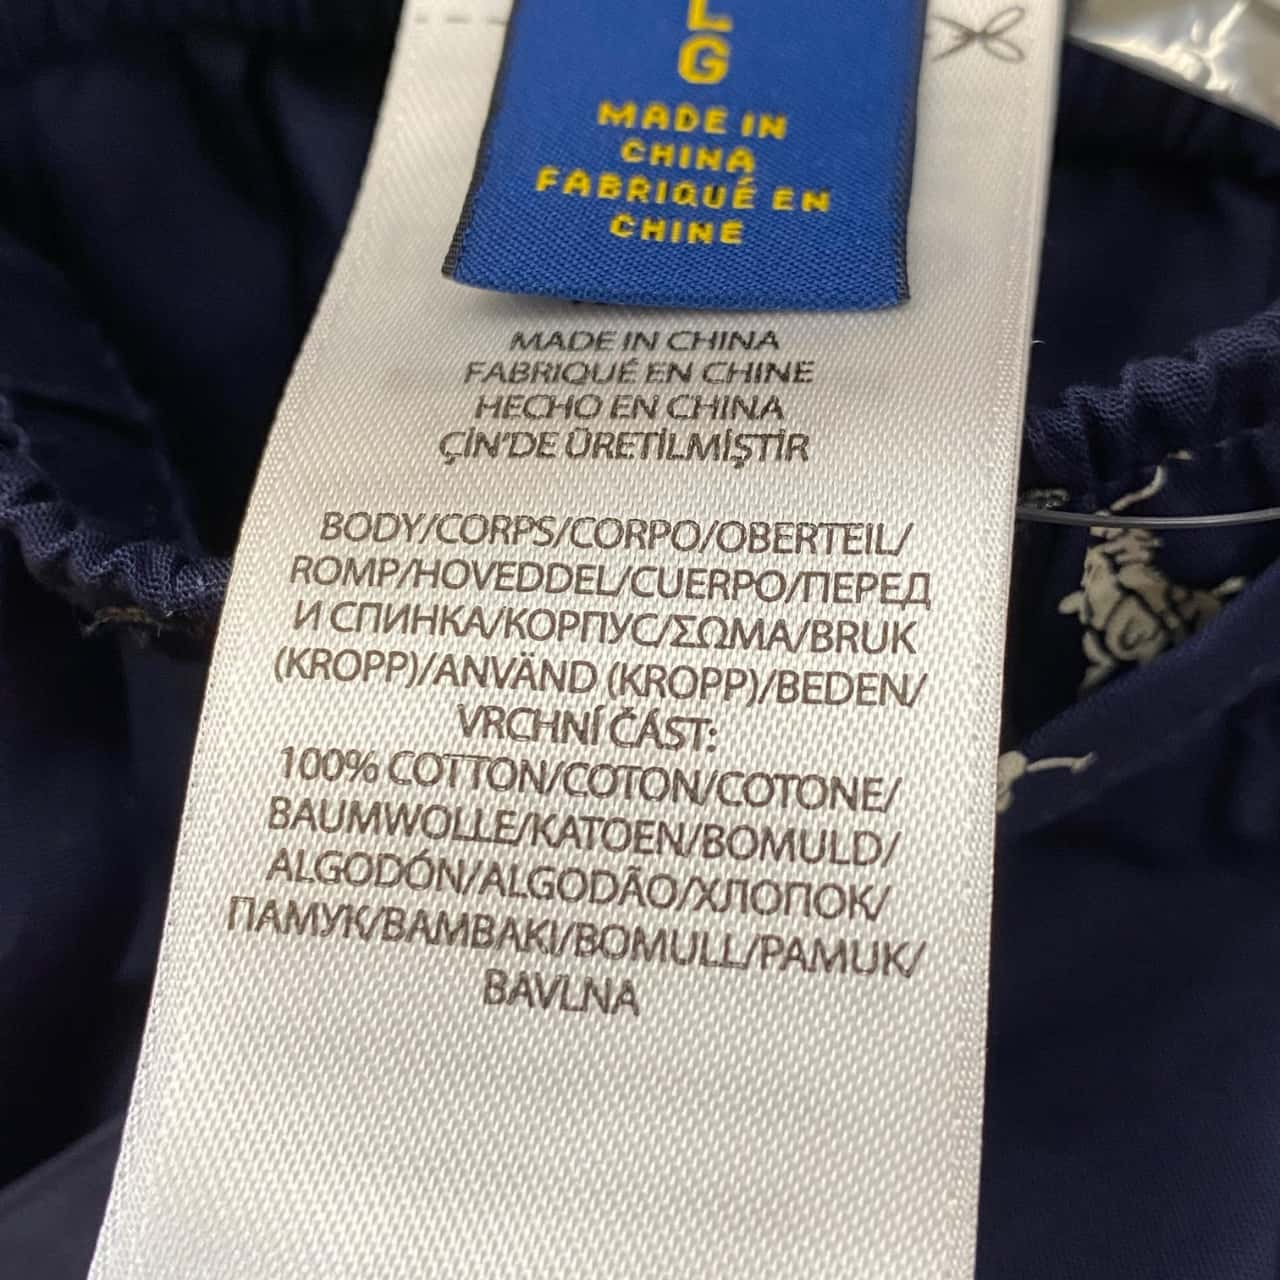 L
G
MADE IN
CHINA
FABRIQUÉ EN
CHINE
MADE IN CHINA
FABRIQUÉ EN CHINE
HECHO EN CHINA
ÇİN'DE ÜRETİLMİŞTİR
BODY/CORPS/CORPO/OBERTEIL/
ROMP/HOVEDDEL/CUERPO/ПЕРЕД
И СПИНКА/КОРПУС/ΣΩΜΑ/BRUK
(KROPP)/ANVÄND (KROPP)/BEDEN/
VRCHNÍ ČÁST:
100% COTTON/COTON/COTONE/
BAUMWOLLE/KATOEN/BOMULD/
ALGODÓN/ALGODÃO/ХЛОПОК/
ПАМУК/BAMBAKI/BOMULL/PAMUK/
BAVLNA